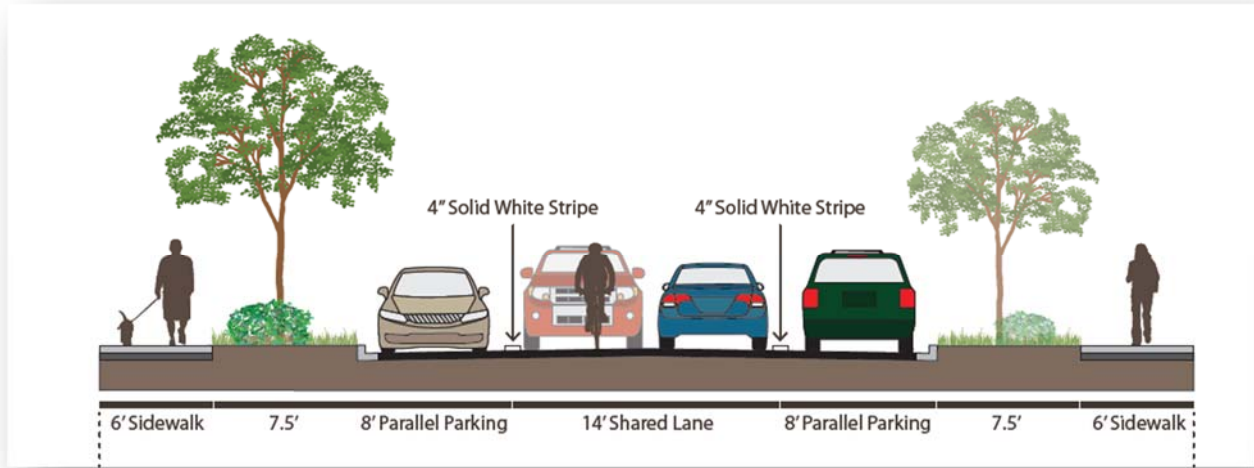 4” Solid White Stripe
4” Solid White Stripe
6’ Sidewalk
7.5’
8’ Parallel Parking
14’ Shared Lane
8’ Parallel Parking
7.5’
6’ Sidewalk